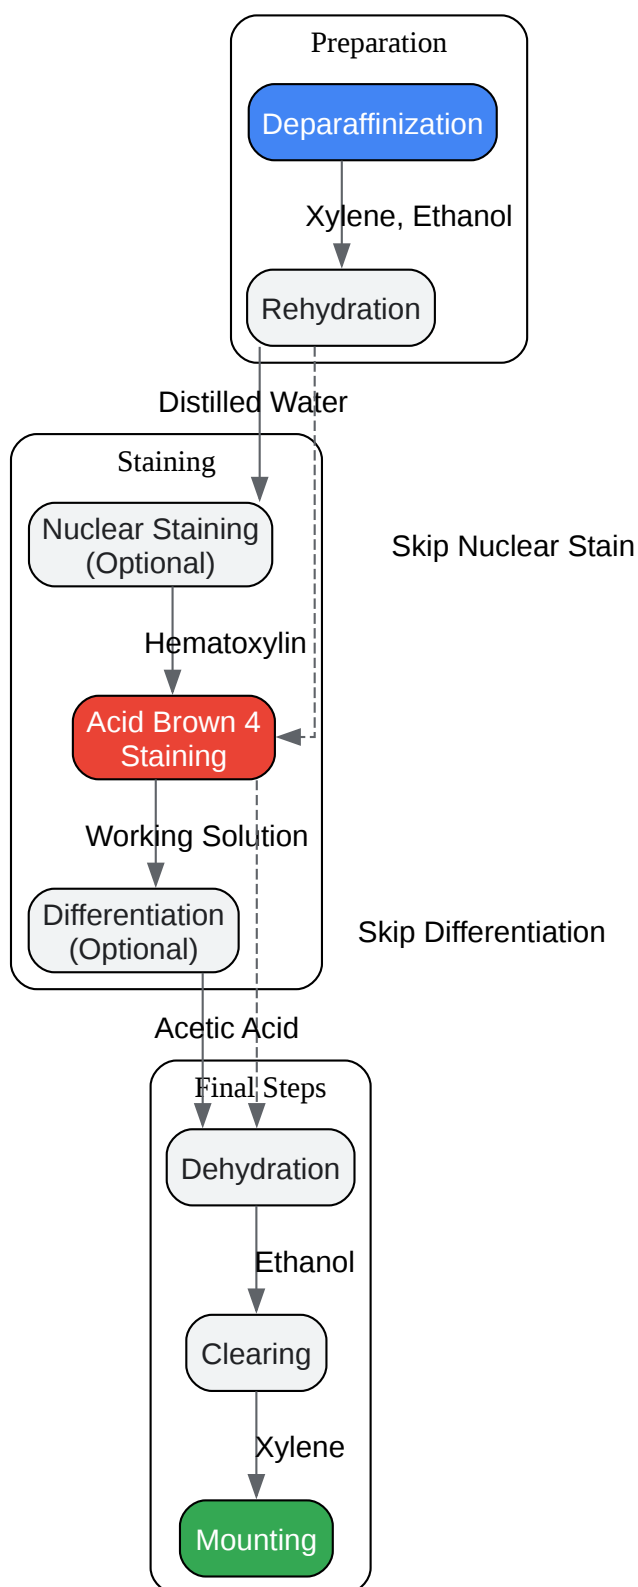 Preparation
Deparaffinization
Xylene, Ethanol
Rehydration
Distilled Water
Staining
Nuclear Staining
(Optional)
Skip Nuclear Stain
Hematoxylin
Acid Brown 4
Staining
Working Solution
Differentiation
(Optional)
Skip Differentiation
Acetic Acid
Final Steps
Dehydration
Ethanol
Clearing
Xylene
Mounting